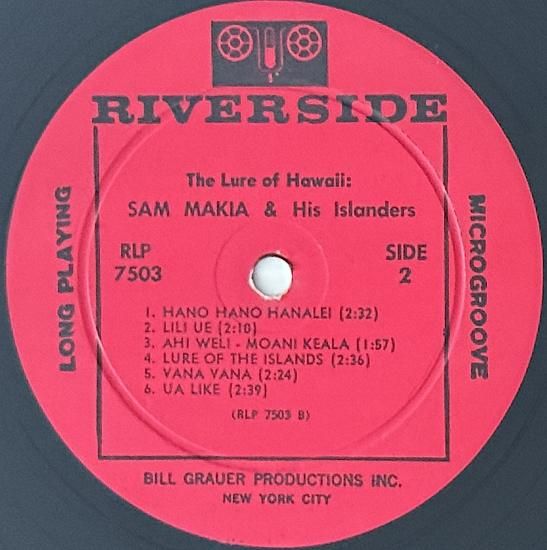 RIVERSIDE
The Lure of Hawaii:
SAM MAKIA & His Islanders
RLP
7503
SIDE
2
LONG PLAYING
MICROGROOVE
1. HANO HANO HANALEI (2:32)
2. LILI UE (2:10)
3. AHI WELI - MOANI KEALA (1:57)
4. LURE OF THE ISLANDS (2:36)
5. VANA VANA (2:24)
6. UA LIKE (2:39)
(RLP 7503 B)
BILL GRAUER PRODUCTIONS INC.
NEW YORK CITY